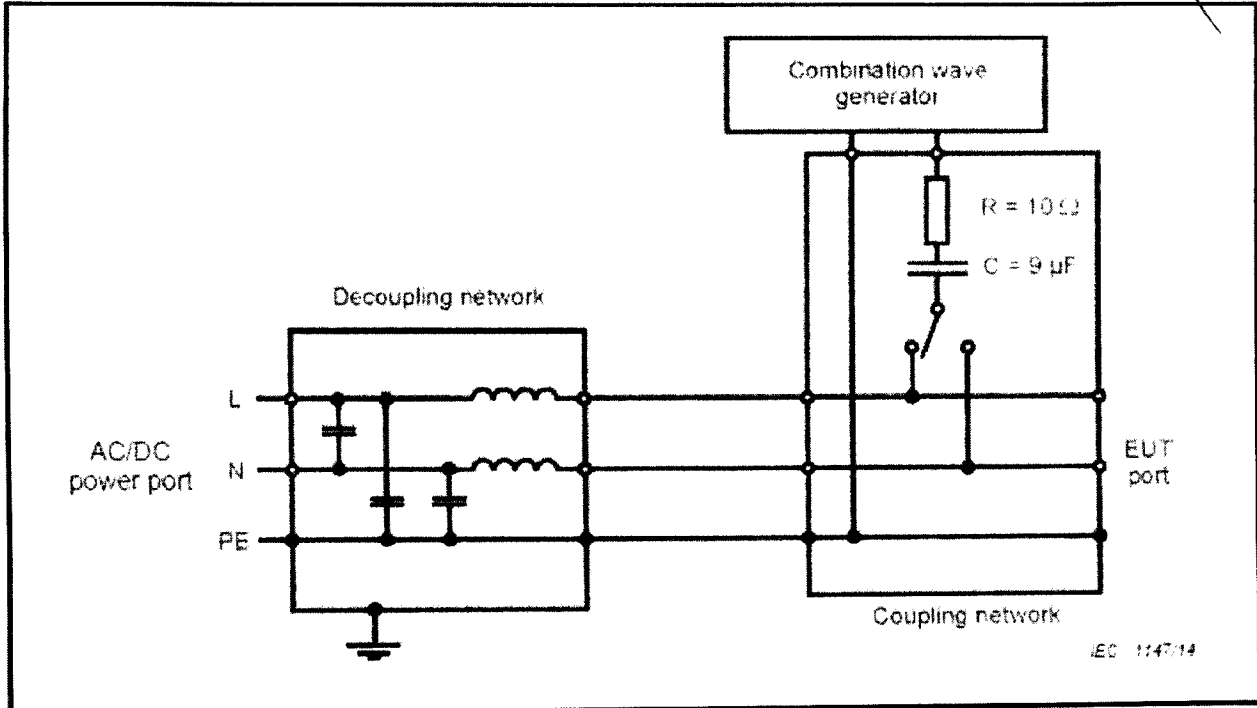 Combination wave
generator
R = 10 Ω
C = 9 µF
Decoupling network
L
AC/DC
power port
N
EUT
port
PE
Coupling network
IEC 1147/14